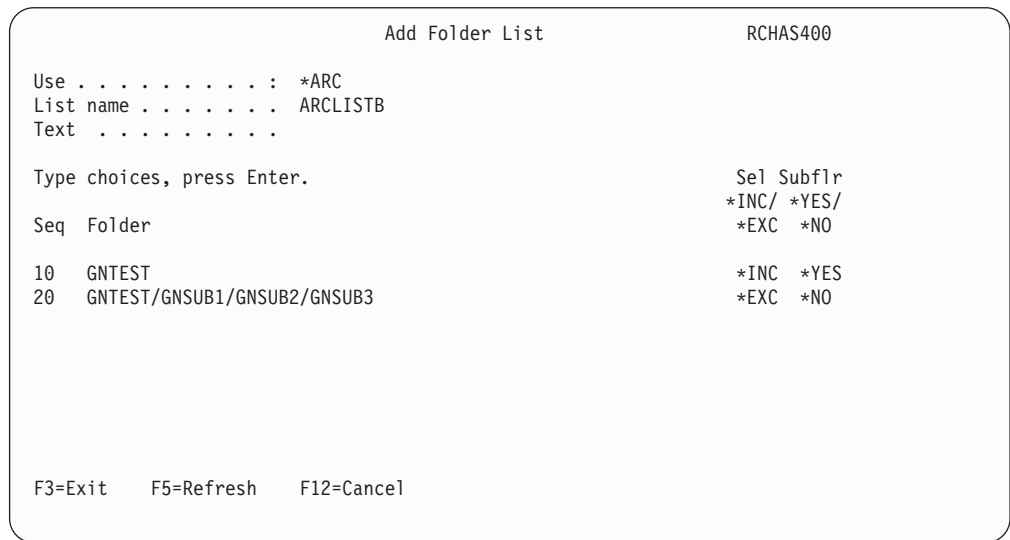 Add Folder List RCHAS400
Use . . . . . . . . . : *ARC
List name . . . . . . . ARCLISTB
Text . . . . . . . . .
Type choices, press Enter. Sel Subflr
*INC/ *YES/
Seq Folder *EXC *NO
10 GNTEST *INC *YES
20 GNTEST/GNSUB1/GNSUB2/GNSUB3 *EXC *NO
F3=Exit F5=Refresh F12=Cancel